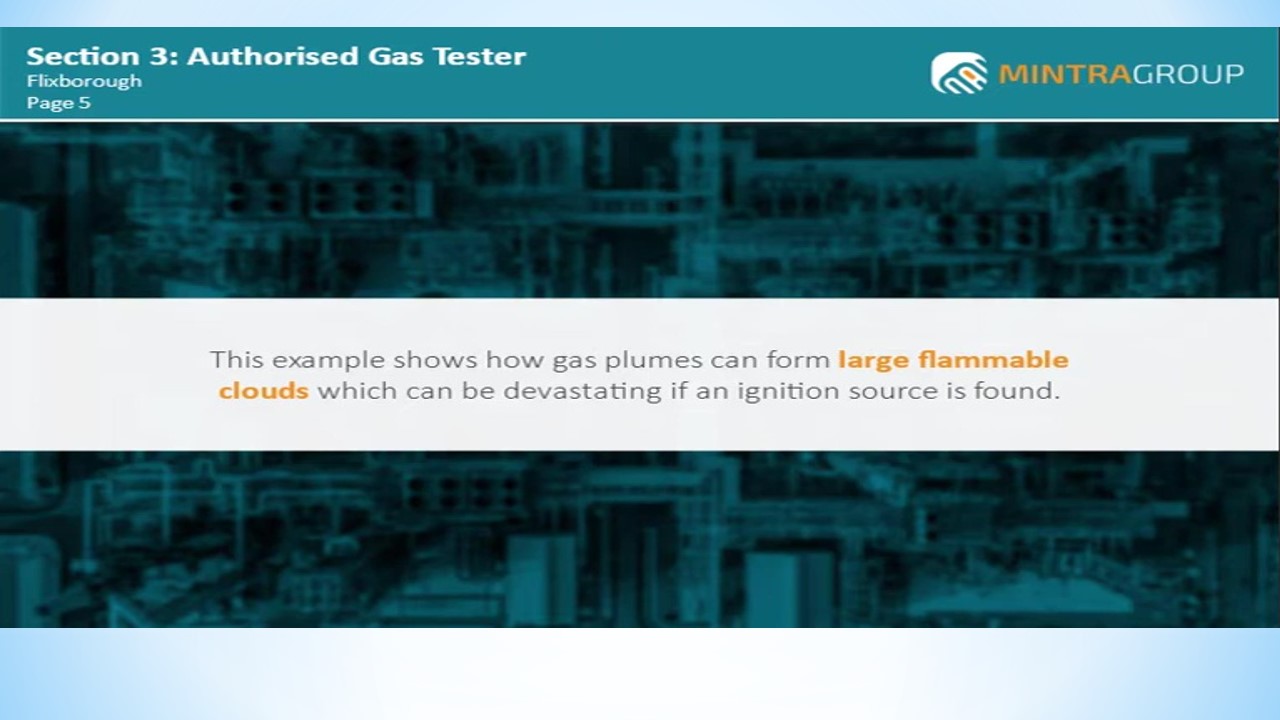 Section 3: Authorised Gas Tester
Flixborough
Page 5
MINTRAGROUP
This example shows how gas plumes can form large flammable
clouds which can be devastating if an ignition source is found.